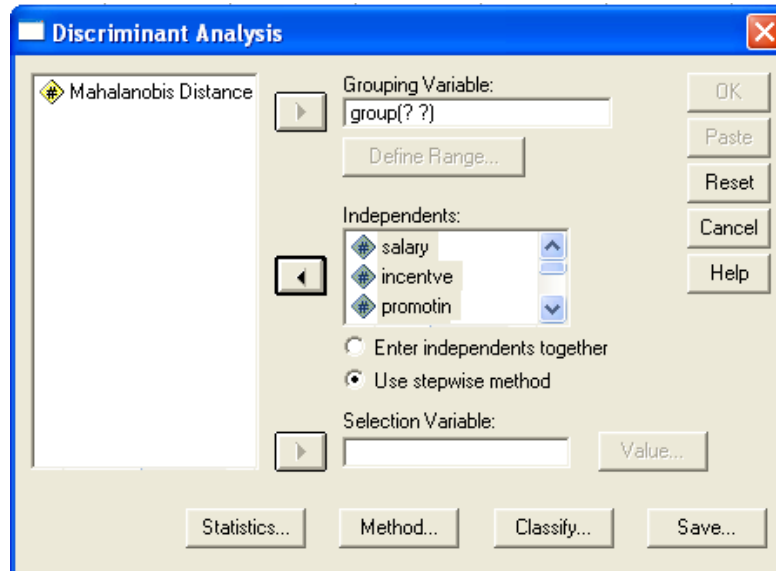 Discriminant Analysis
Mahalanobis Distance
Grouping Variable:
group(? ?)
Define Range...
Independents:
salary
incentve
promotin
Enter independents together
Use stepwise method
Selection Variable:
Value...
OK
Paste
Reset
Cancel
Help
Statistics...
Method...
Classify...
Save...